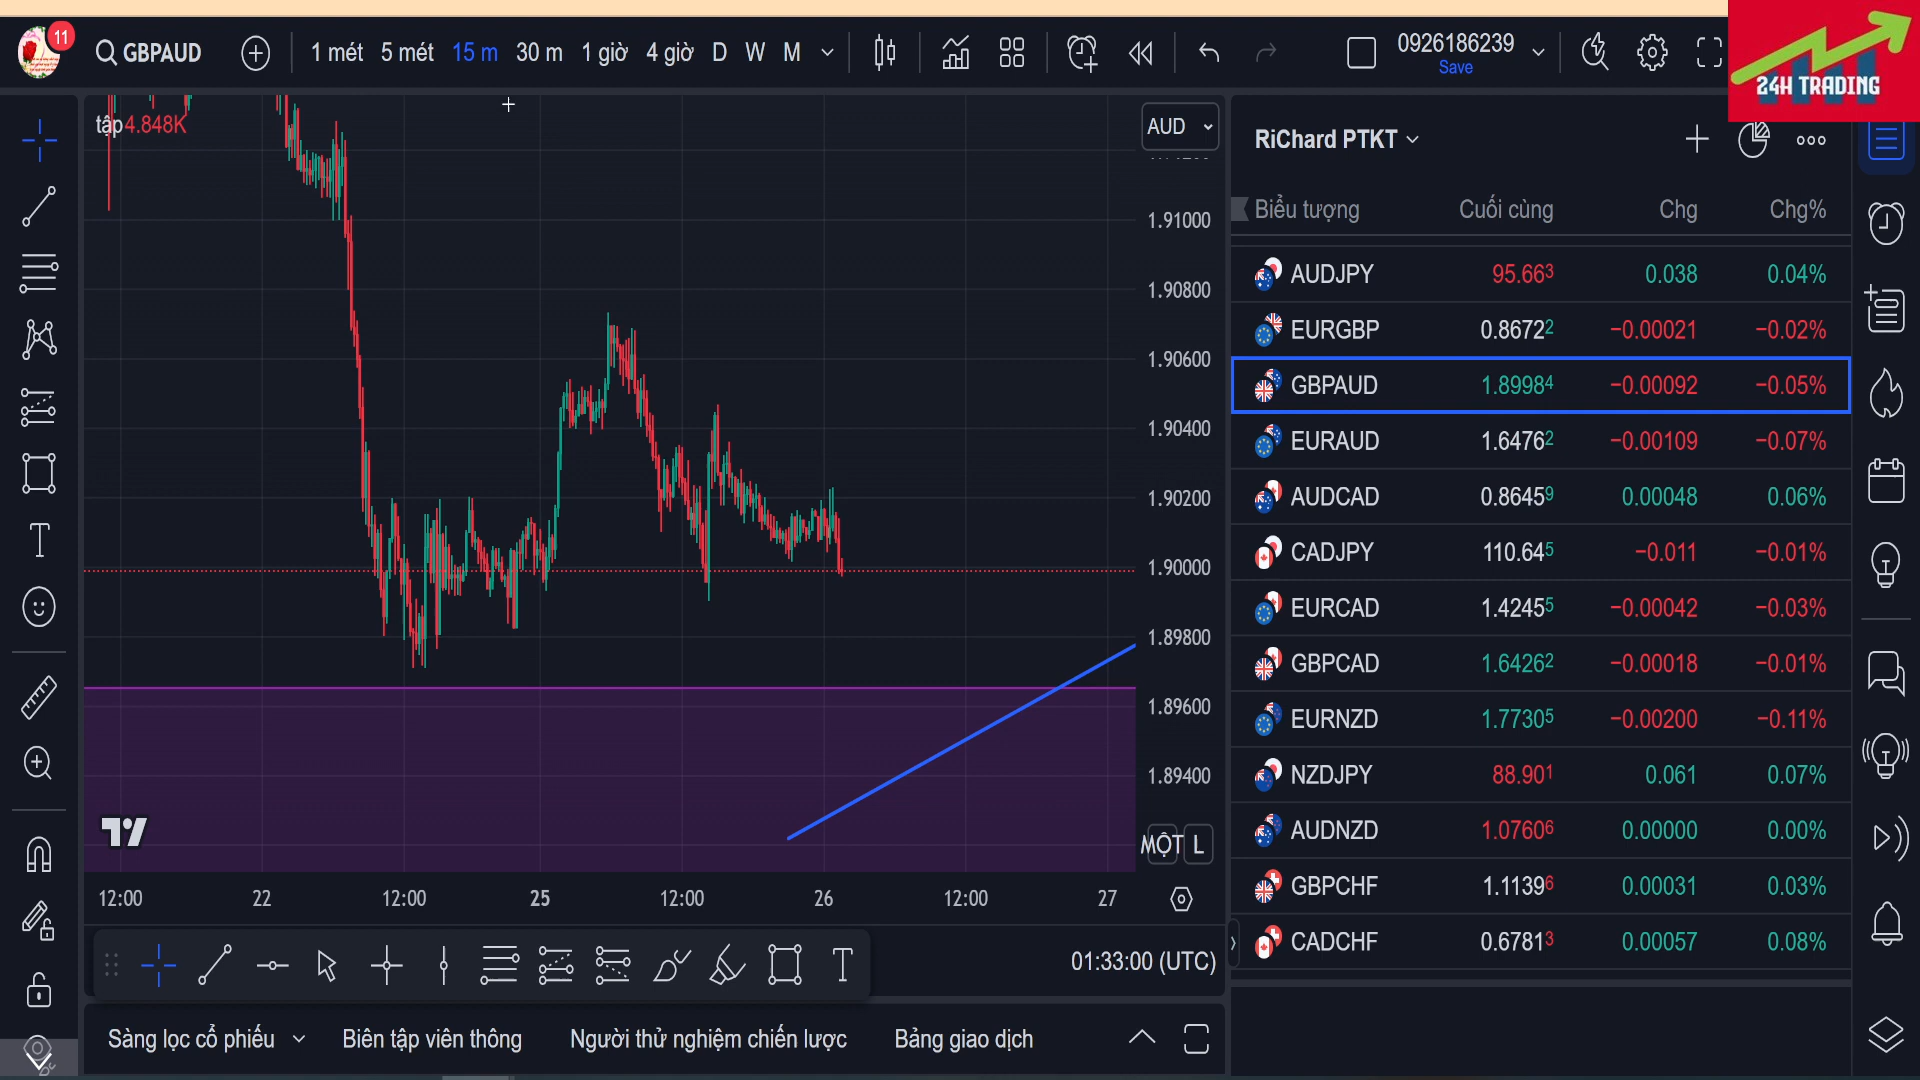 11
GBPAUD
1 mét 5 mét 15 m 30 m 1 giờ 4 giờ D W M
0926186239
Save
24H TRADING
tập 4.848K
AUD
1.91000
1.90800
1.90600
1.90400
1.90200
1.90000
1.89800
1.89600
1.89400
MỘT L
12:00 22 12:00 25 12:00 26 12:00 27
01:33:00 (UTC)
Sàng lọc cổ phiếu Biên tập viên thông Người thử nghiệm chiến lược Bảng giao dịch
RiChard PTKT
Biểu tượng Cuối cùng Chg Chg%
AUDJPY 95.663 0.038 0.04%
EURGBP 0.86722 −0.00021 −0.02%
GBPAUD 1.89984 −0.00092 −0.05%
EURAUD 1.64762 −0.00109 −0.07%
AUDCAD 0.86459 0.00048 0.06%
CADJPY 110.645 −0.011 −0.01%
EURCAD 1.42455 −0.00042 −0.03%
GBPCAD 1.64262 −0.00018 −0.01%
EURNZD 1.77305 −0.00200 −0.11%
NZDJPY 88.901 0.061 0.07%
AUDNZD 1.07606 0.00000 0.00%
GBPCHF 1.11396 0.00031 0.03%
CADCHF 0.67813 0.00057 0.08%